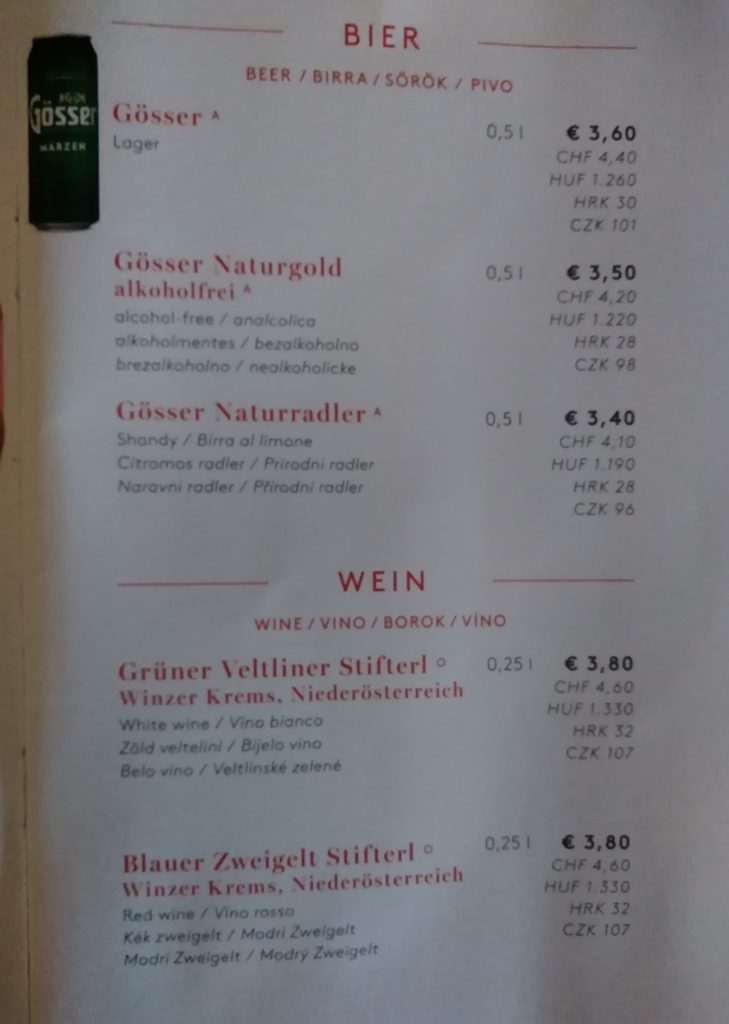 Gösser
MÄRZEN
BIER
BEER / BIRRA / SÖRÖK / PIVO
Gösser A 0,5 l € 3,60
Lager CHF 4,40
HUF 1.260
HRK 30
CZK 101
Gösser Naturgold 0,5 l € 3,50
alkoholfrei A CHF 4,20
alcohol-free / analcolica HUF 1.220
alkoholmentes / bezalkoholno HRK 28
brezalkoholno / nealkoholicke CZK 98
Gösser Naturradler A 0,5 l € 3,40
Shandy / Birra al limone CHF 4,10
Citromos radler / Prirodni radler HUF 1.190
Naravni radler / Přírodní radler HRK 28
CZK 96
WEIN
WINE / VINO / BOROK / VÍNO
Grüner Veltliner Stifterl O 0,25 l € 3,80
Winzer Krems, Niederösterreich CHF 4,60
White wine / Vino bianco HUF 1.330
Zöld veltelini / Bijelo vino HRK 32
Belo vino / Veltlínské zelené CZK 107
Blauer Zweigelt Stifterl O 0,25 l € 3,80
Winzer Krems, Niederösterreich CHF 4,60
Red wine / Vino rosso HUF 1.330
Kék zweigelt / Modri Zweigelt HRK 32
Modri Zweigelt / Modrý Zweigelt CZK 107